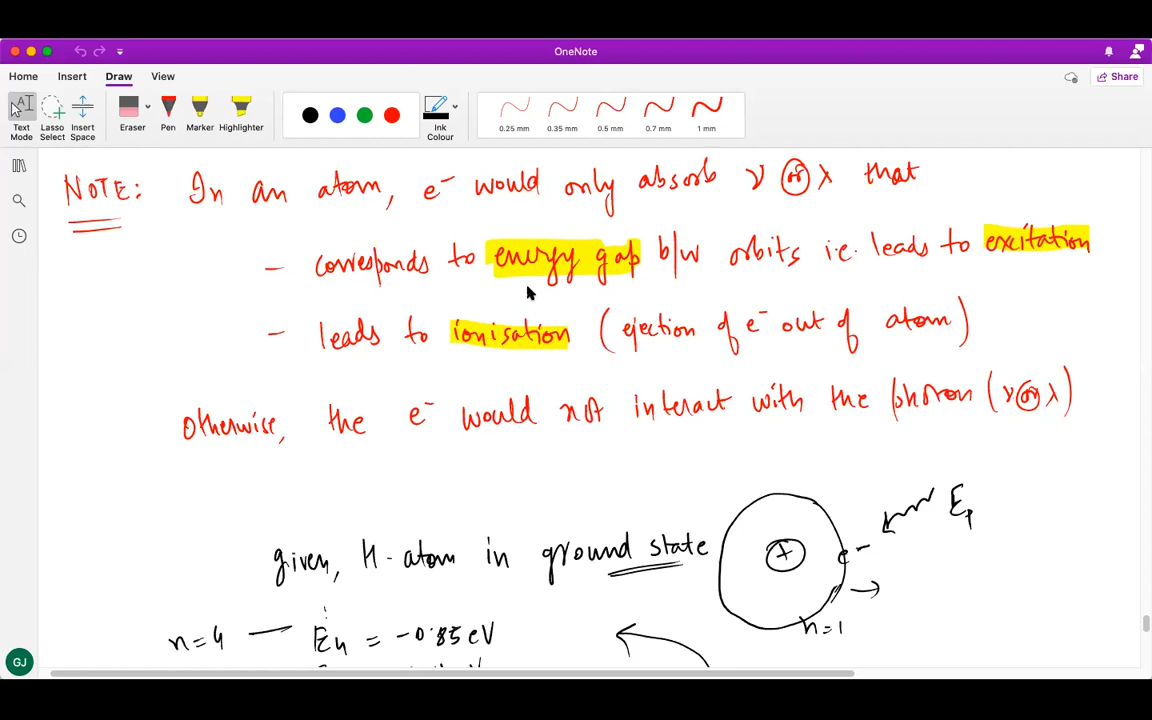 OneNote
Home Insert Draw View
Share
Text Mode
Lasso Select
Insert Space
Eraser
Pen
Marker
Highlighter
Ink Colour
0.25 mm
0.35 mm
0.5 mm
0.7 mm
1 mm
NOTE: In an atom, e⁻ would only absorb ν or λ that
- corresponds to energy gap b/w orbits i.e. leads to excitation
- leads to ionisation (ejection of e⁻ out of atom)
Otherwise, the e⁻ would not interact with the photon (ν or λ)
given, H-atom in ground state
+
e⁻
E
n=1
n=4 — E₄ = -0.85 eV
GJ